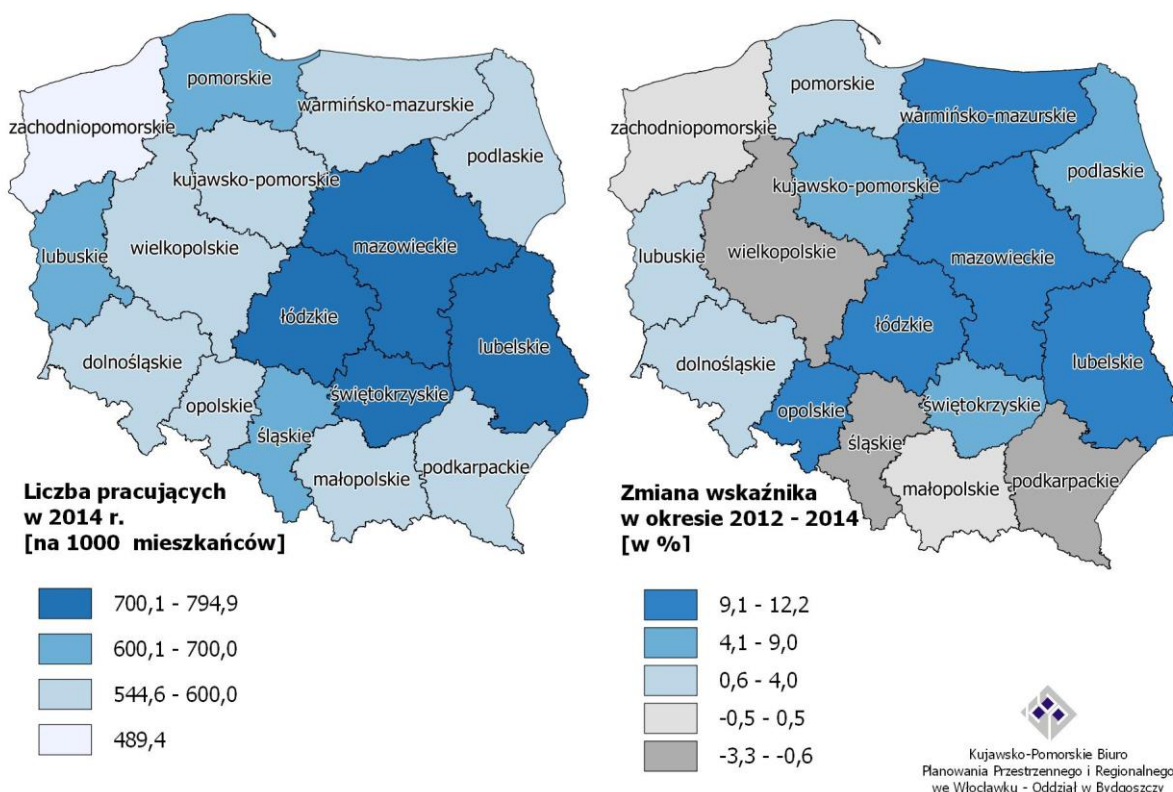 pomorskie
warmińsko-mazurskie
zachodniopomorskie
podlaskie
kujawsko-pomorskie
mazowieckie
wielkopolskie
lubuskie
łódzkie
lubelskie
dolnośląskie
świętokrzyskie
opolskie
śląskie
podkarpackie
małopolskie
Liczba pracujących
w 2014 r.
[na 1000 mieszkańców]
700,1 - 794,9
600,1 - 700,0
544,6 - 600,0
489,4
pomorskie
warmińsko-mazurskie
zachodniopomorskie
podlaskie
kujawsko-pomorskie
wielkopolskie
lubuskie
mazowieckie
łódzkie
dolnośląskie
lubelskie
opolskie
świętokrzyskie
śląskie
podkarpackie
małopolskie
Zmiana wskaźnika
w okresie 2012 - 2014
[w %]
9,1 - 12,2
4,1 - 9,0
0,6 - 4,0
-0,5 - 0,5
-3,3 - -0,6
Kujawsko-Pomorskie Biuro
Planowania Przestrzennego i Regionalnego
we Włocławku - Oddział w Bydgoszczy